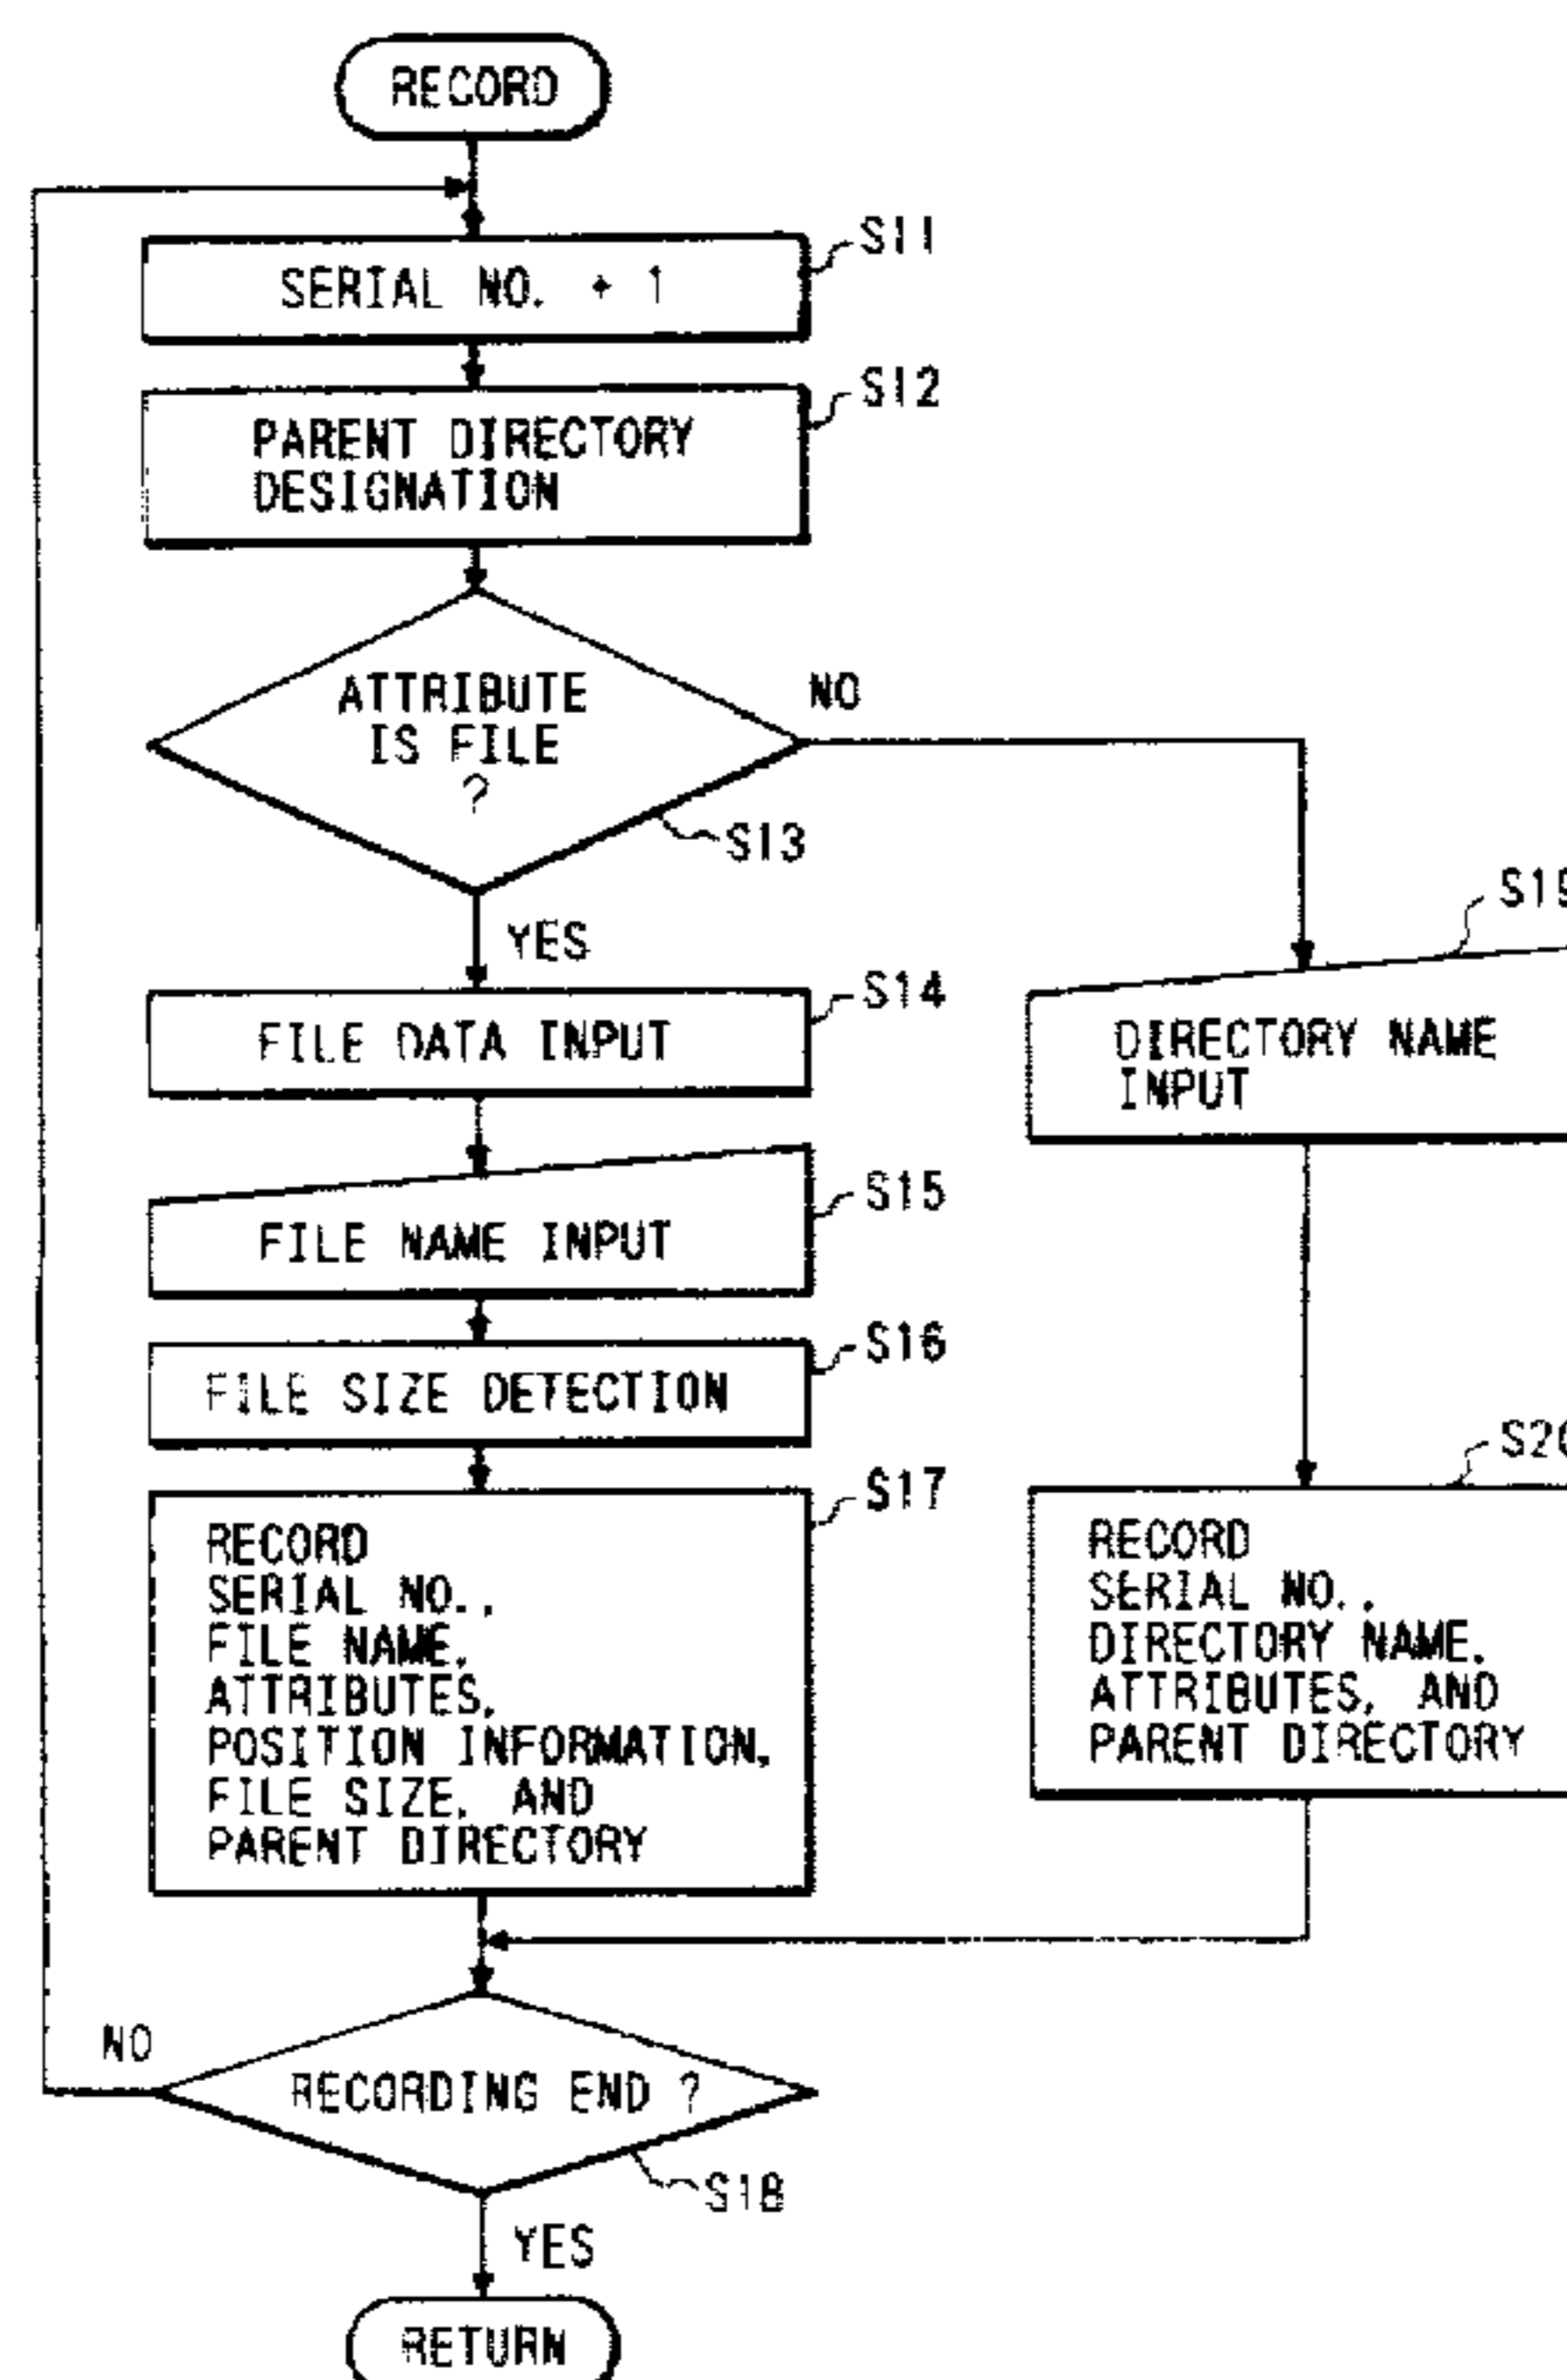 RECORD
S11
SERIAL NO. + 1
S12
PARENT DIRECTORY
DESIGNATION
ATTRIBUTE
IS FILE
?
NO
S13
YES
S14
FILE DATA INPUT
S19
DIRECTORY NAME
INPUT
S15
FILE NAME INPUT
S16
FILE SIZE DETECTION
S17
RECORD
SERIAL NO.,
FILE NAME,
ATTRIBUTES,
POSITION INFORMATION,
FILE SIZE, AND
PARENT DIRECTORY
S20
RECORD
SERIAL NO.,
DIRECTORY NAME,
ATTRIBUTES, AND
PARENT DIRECTORY
NO
RECORDING END ?
S18
YES
RETURN